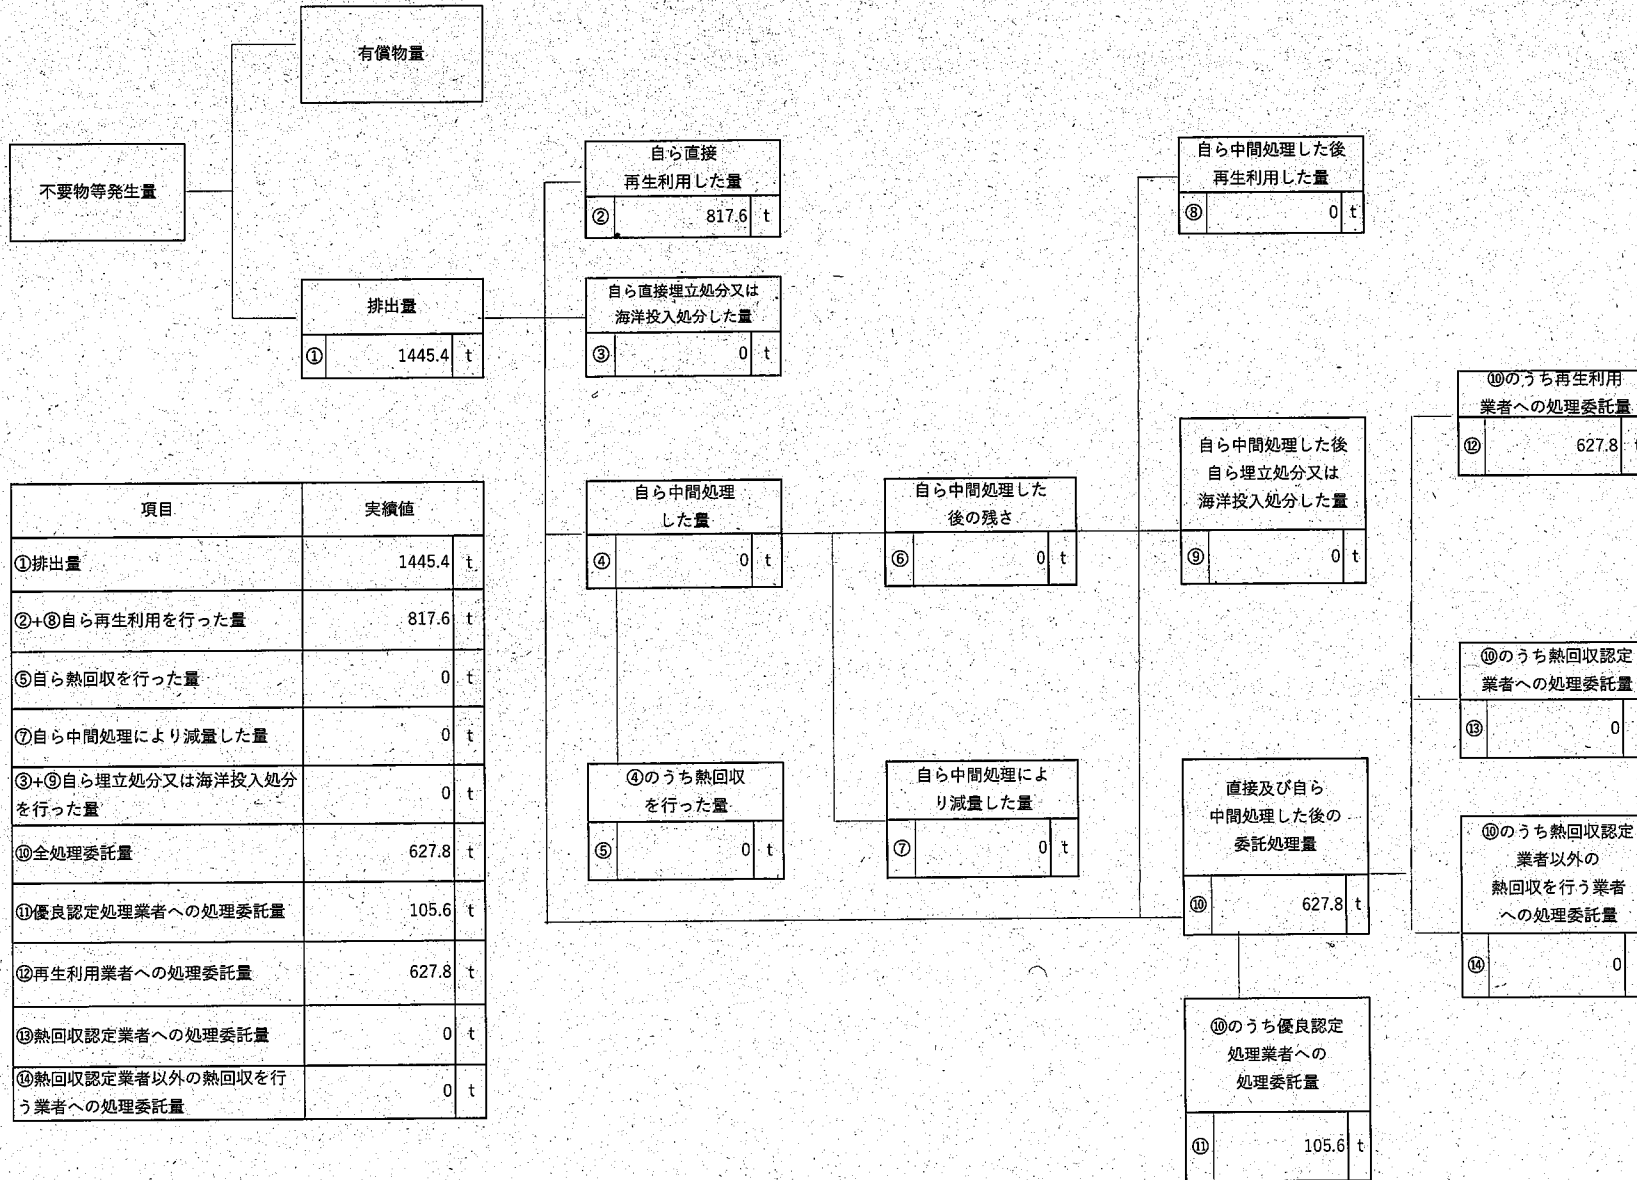 有償物量
不要物等発生量
排出量
① 1445.4 t
自ら直接
再生利用した量
② 817.6 t
自ら直接埋立処分又は
海洋投入処分した量
③ 0 t
自ら中間処理
した量
④ 0 t
④のうち熱回収
を行った量
⑤ 0 t
自ら中間処理した
後の残さ
⑥ 0 t
自ら中間処理によ
り減量した量
⑦ 0 t
自ら中間処理した後
再生利用した量
⑧ 0 t
自ら中間処理した後
自ら埋立処分又は
海洋投入処分した量
⑨ 0 t
直接及び自ら
中間処理した後の
委託処理量
⑩ 627.8 t
⑩のうち優良認定
処理業者への
処理委託量
⑪ 105.6 t
⑩のうち再生利用
業者への処理委託量
⑫ 627.8 t
⑩のうち熱回収認定
業者への処理委託量
⑬ 0
⑩のうち熱回収認定
業者以外の
熱回収を行う業者
への処理委託量
⑭ 0
項目 実績値
①排出量 1445.4 t
②+⑧自ら再生利用を行った量 817.6 t
⑤自ら熱回収を行った量 0 t
⑦自ら中間処理により減量した量 0 t
③+⑨自ら埋立処分又は海洋投入処分
を行った量 0 t
⑩全処理委託量 627.8 t
⑪優良認定処理業者への処理委託量 105.6 t
⑫再生利用業者への処理委託量 627.8 t
⑬熱回収認定業者への処理委託量 0 t
⑭熱回収認定業者以外の熱回収を行
う業者への処理委託量 0 t